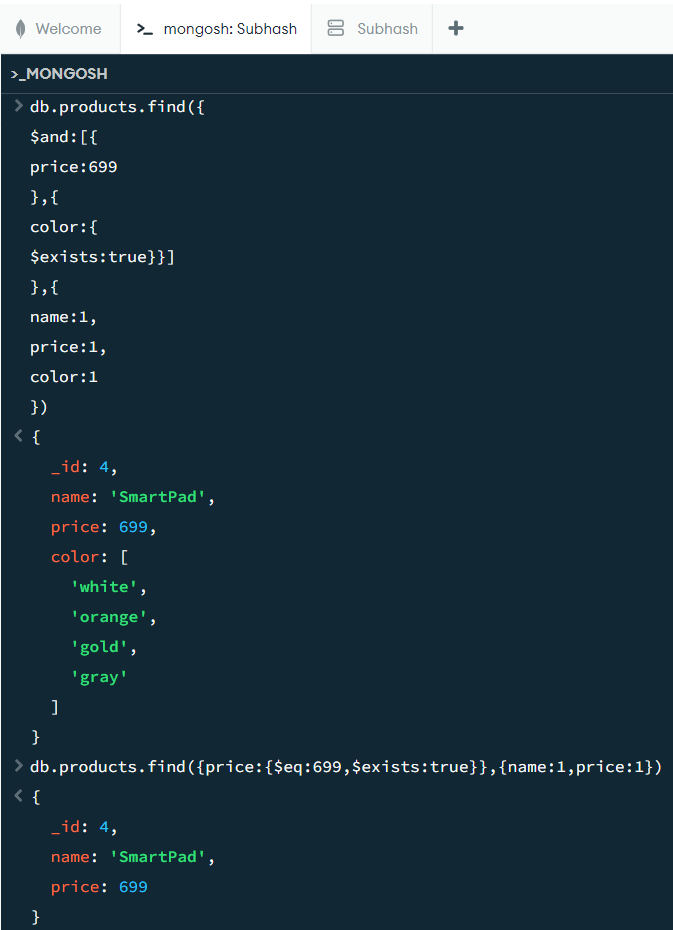 Welcome
>_ mongosh: Subhash
Subhash
>_MONGOSH
db.products.find({
$and:[{
price:699
},{
color:{
$exists:true}}]
},{
name:1,
price:1,
color:1
})
{
_id: 4,
name: 'SmartPad',
price: 699,
color: [
'white',
'orange',
'gold',
'gray'
]
}
db.products.find({price:{$eq:699,$exists:true}},{name:1,price:1})
{
_id: 4,
name: 'SmartPad',
price: 699
}